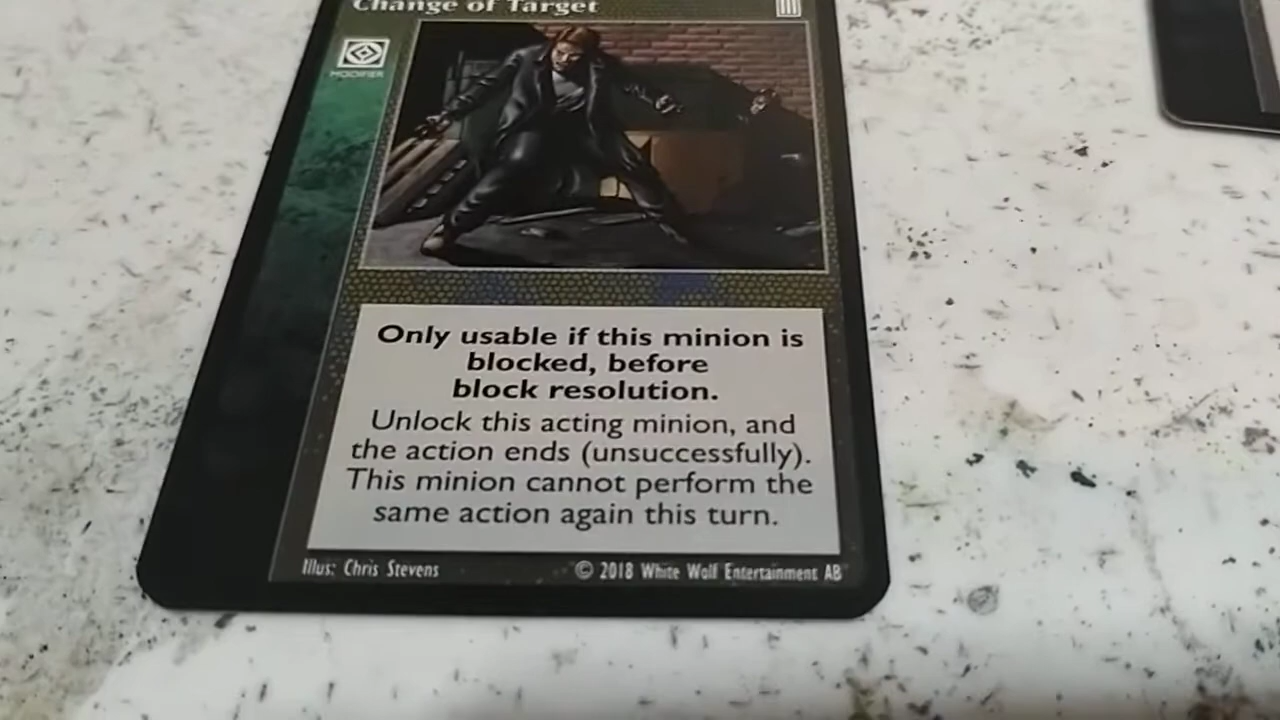 Change of Target
MODIFIER
Only usable if this minion is
blocked, before
block resolution.
Unlock this acting minion, and
the action ends (unsuccessfully).
This minion cannot perform the
same action again this turn.
Illus: Chris Stevens
© 2018 White Wolf Entertainment AB